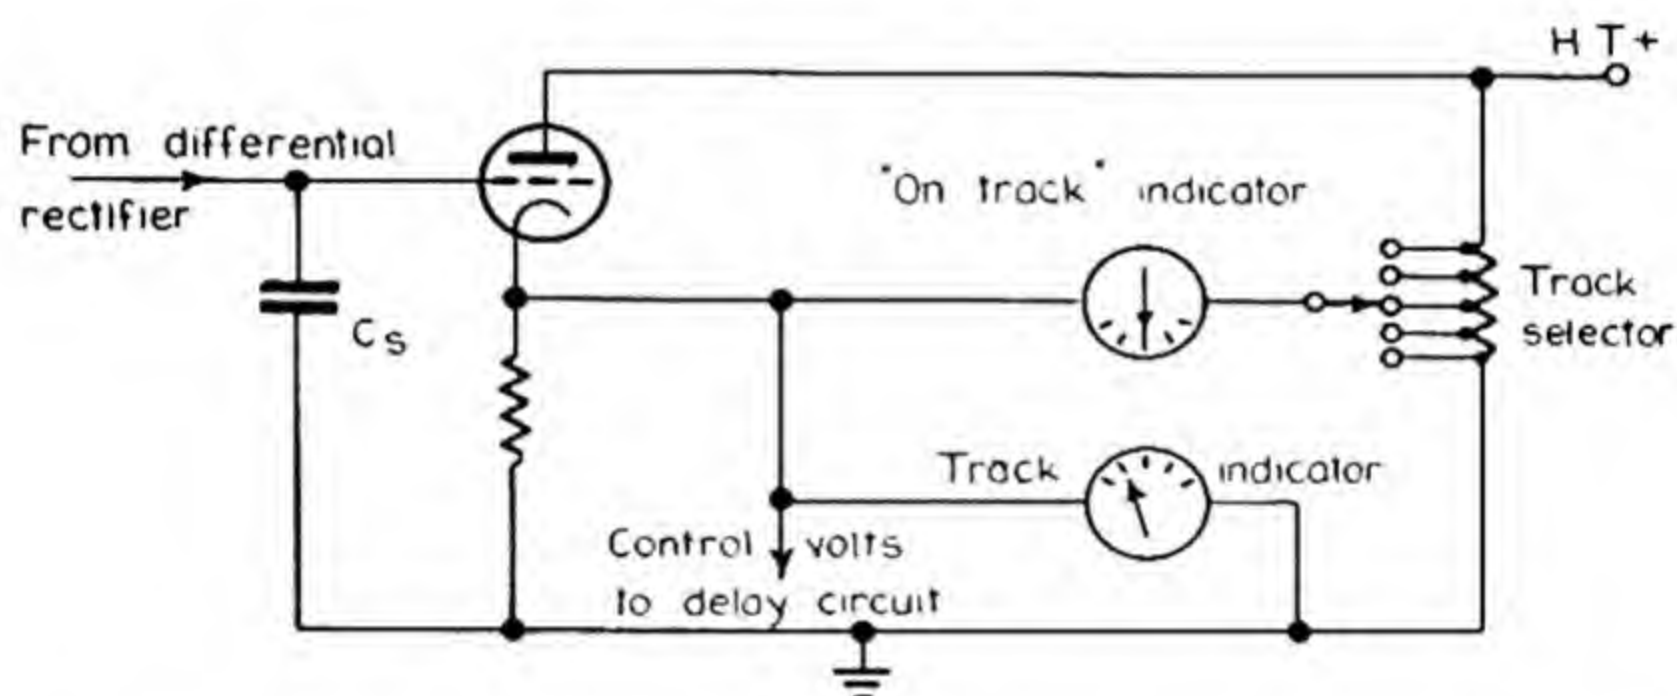 H T +
From differential
rectifier
"On track" indicator
Track
selector
Cs
Track indicator
Control volts
to delay circuit